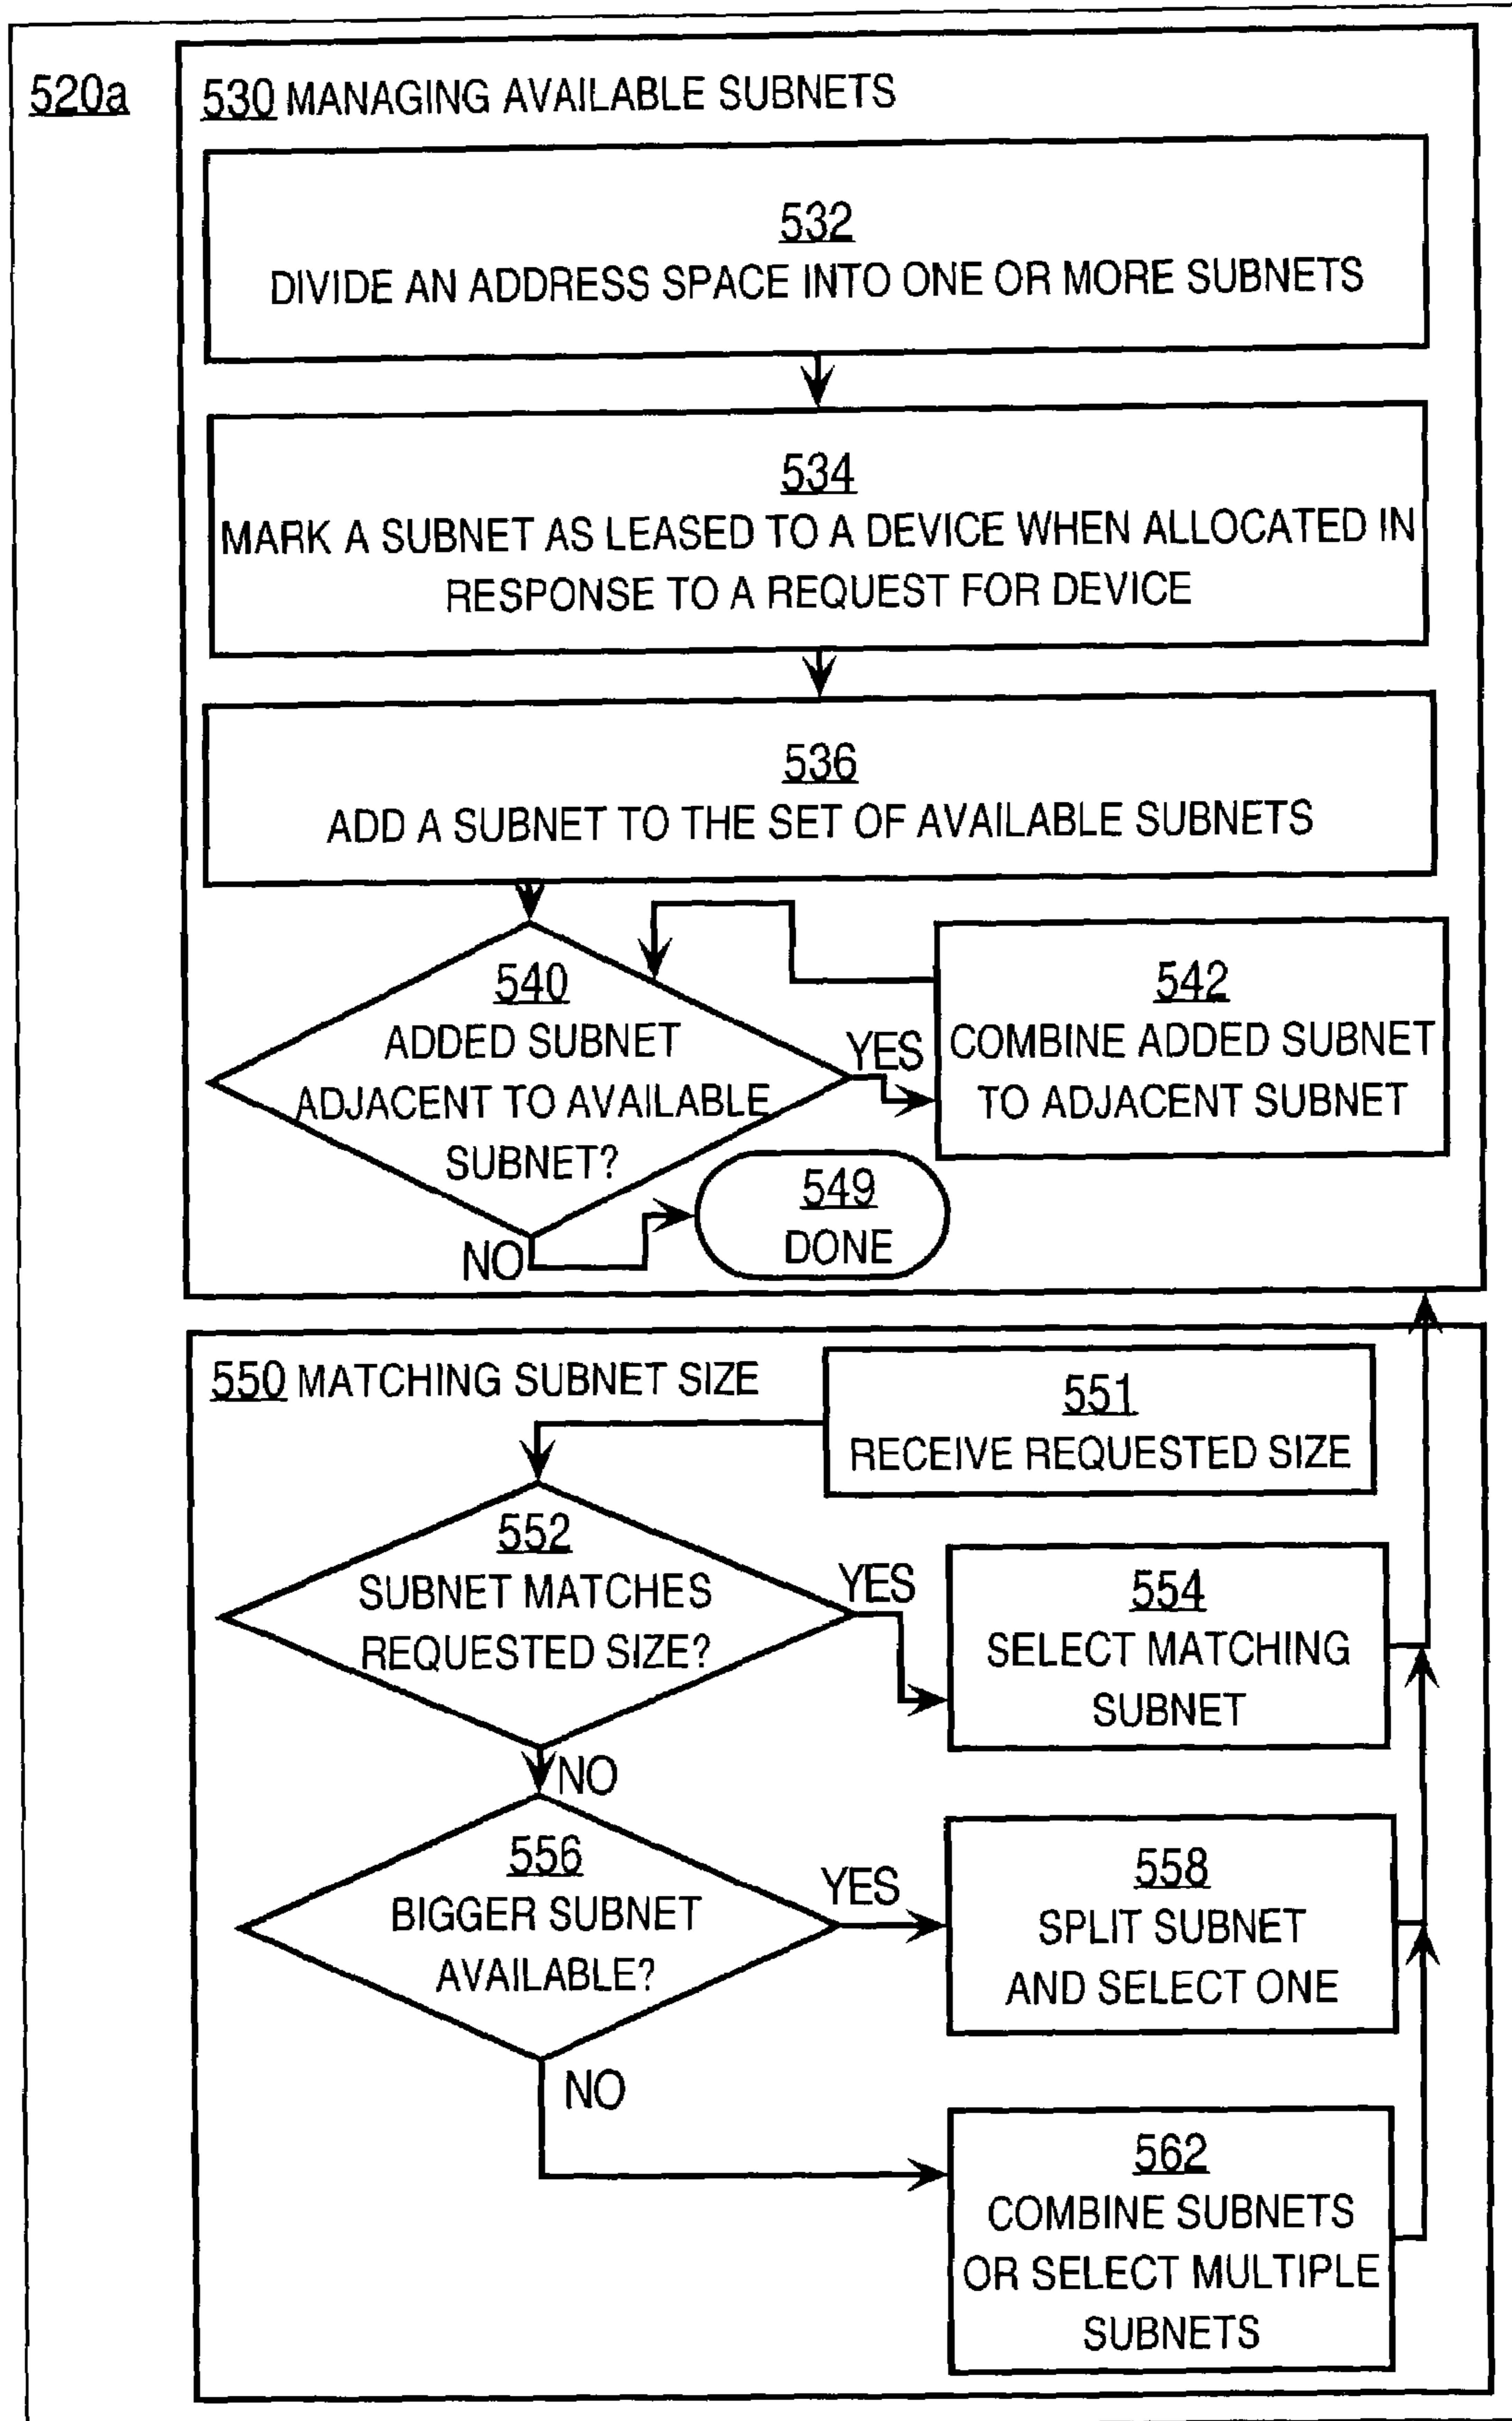 520a
530 MANAGING AVAILABLE SUBNETS
532
DIVIDE AN ADDRESS SPACE INTO ONE OR MORE SUBNETS
534
MARK A SUBNET AS LEASED TO A DEVICE WHEN ALLOCATED IN
RESPONSE TO A REQUEST FOR DEVICE
536
ADD A SUBNET TO THE SET OF AVAILABLE SUBNETS
540
ADDED SUBNET
ADJACENT TO AVAILABLE
SUBNET?
YES
542
COMBINE ADDED SUBNET
TO ADJACENT SUBNET
NO
549
DONE
550 MATCHING SUBNET SIZE
551
RECEIVE REQUESTED SIZE
552
SUBNET MATCHES
REQUESTED SIZE?
YES
554
SELECT MATCHING
SUBNET
NO
556
BIGGER SUBNET
AVAILABLE?
YES
558
SPLIT SUBNET
AND SELECT ONE
NO
562
COMBINE SUBNETS
OR SELECT MULTIPLE
SUBNETS